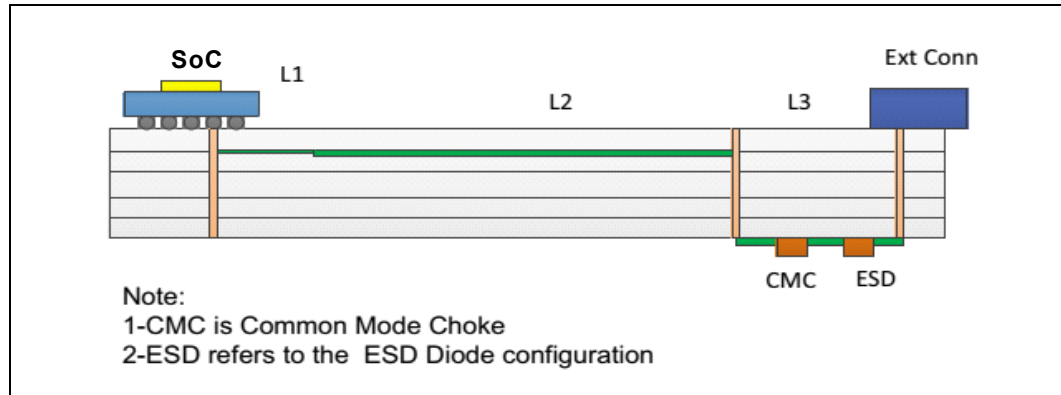 SoC
L1
L2
L3
Ext Conn
CMC
ESD
Note:
1-CMC is Common Mode Choke
2-ESD refers to the ESD Diode configuration